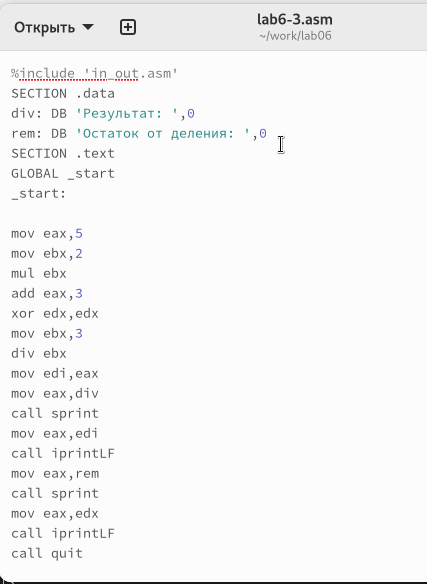 Открыть
lab6-3.asm
~/work/lab06
%include 'in_out.asm'
SECTION .data
div: DB 'Результат: ',0
rem: DB 'Остаток от деления: ',0
SECTION .text
GLOBAL _start
_start:
mov eax,5
mov ebx,2
mul ebx
add eax,3
xor edx,edx
mov ebx,3
div ebx
mov edi,eax
mov eax,div
call sprint
mov eax,edi
call iprintLF
mov eax,rem
call sprint
mov eax,edx
call iprintLF
call quit